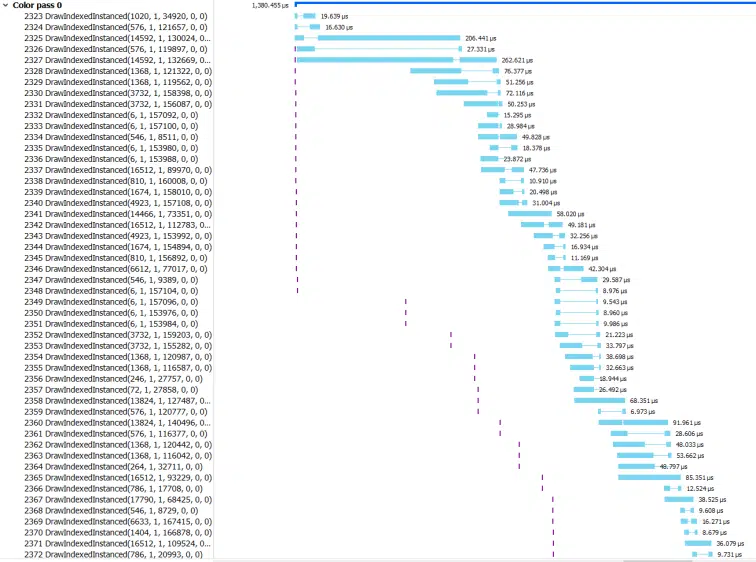 Color pass 0 1,380.455 µs
2323 DrawIndexedInstanced(1020, 1, 34920, 0, 0) 19.639 µs
2324 DrawIndexedInstanced(576, 1, 121657, 0, 0) 16.630 µs
2325 DrawIndexedInstanced(14592, 1, 130024, 0... 206.441 µs
2326 DrawIndexedInstanced(576, 1, 119897, 0, 0) 27.331 µs
2327 DrawIndexedInstanced(14592, 1, 132669, 0... 262.621 µs
2328 DrawIndexedInstanced(1368, 1, 121322, 0, 0) 76.377 µs
2329 DrawIndexedInstanced(1368, 1, 119562, 0, 0) 51.256 µs
2330 DrawIndexedInstanced(3732, 1, 158398, 0, 0) 72.116 µs
2331 DrawIndexedInstanced(3732, 1, 156087, 0, 0) 50.253 µs
2332 DrawIndexedInstanced(6, 1, 157092, 0, 0) 15.295 µs
2333 DrawIndexedInstanced(6, 1, 157100, 0, 0) 28.984 µs
2334 DrawIndexedInstanced(546, 1, 8511, 0, 0) 49.828 µs
2335 DrawIndexedInstanced(6, 1, 153980, 0, 0) 18.378 µs
2336 DrawIndexedInstanced(6, 1, 153988, 0, 0) 23.872 µs
2337 DrawIndexedInstanced(16512, 1, 89970, 0, 0) 47.736 µs
2338 DrawIndexedInstanced(810, 1, 160008, 0, 0) 10.910 µs
2339 DrawIndexedInstanced(1674, 1, 158010, 0, 0) 20.498 µs
2340 DrawIndexedInstanced(4923, 1, 157108, 0, 0) 31.004 µs
2341 DrawIndexedInstanced(14466, 1, 73351, 0, 0) 58.020 µs
2342 DrawIndexedInstanced(16512, 1, 112783, 0... 49.181 µs
2343 DrawIndexedInstanced(4923, 1, 153992, 0, 0) 32.256 µs
2344 DrawIndexedInstanced(1674, 1, 154894, 0, 0) 16.934 µs
2345 DrawIndexedInstanced(810, 1, 156892, 0, 0) 11.169 µs
2346 DrawIndexedInstanced(6612, 1, 77017, 0, 0) 42.304 µs
2347 DrawIndexedInstanced(546, 1, 9389, 0, 0) 29.587 µs
2348 DrawIndexedInstanced(6, 1, 157104, 0, 0) 8.976 µs
2349 DrawIndexedInstanced(6, 1, 157096, 0, 0) 9.543 µs
2350 DrawIndexedInstanced(6, 1, 153976, 0, 0) 8.960 µs
2351 DrawIndexedInstanced(6, 1, 153984, 0, 0) 9.986 µs
2352 DrawIndexedInstanced(3732, 1, 159203, 0, 0) 21.223 µs
2353 DrawIndexedInstanced(3732, 1, 155282, 0, 0) 33.797 µs
2354 DrawIndexedInstanced(1368, 1, 120987, 0, 0) 38.698 µs
2355 DrawIndexedInstanced(1368, 1, 116587, 0, 0) 32.663 µs
2356 DrawIndexedInstanced(246, 1, 27757, 0, 0) 18.944 µs
2357 DrawIndexedInstanced(72, 1, 27858, 0, 0) 26.492 µs
2358 DrawIndexedInstanced(13824, 1, 127487, 0... 68.351 µs
2359 DrawIndexedInstanced(576, 1, 120777, 0, 0) 6.973 µs
2360 DrawIndexedInstanced(13824, 1, 140496, 0... 91.961 µs
2361 DrawIndexedInstanced(576, 1, 116377, 0, 0) 28.606 µs
2362 DrawIndexedInstanced(1368, 1, 120442, 0, 0) 48.033 µs
2363 DrawIndexedInstanced(1368, 1, 116042, 0, 0) 53.662 µs
2364 DrawIndexedInstanced(264, 1, 32711, 0, 0) 48.797 µs
2365 DrawIndexedInstanced(16512, 1, 93229, 0, 0) 85.351 µs
2366 DrawIndexedInstanced(786, 1, 17708, 0, 0) 12.524 µs
2367 DrawIndexedInstanced(17790, 1, 68425, 0, 0) 38.525 µs
2368 DrawIndexedInstanced(546, 1, 8729, 0, 0) 9.608 µs
2369 DrawIndexedInstanced(6633, 1, 167415, 0, 0) 16.271 µs
2370 DrawIndexedInstanced(1404, 1, 166878, 0, 0) 8.679 µs
2371 DrawIndexedInstanced(16512, 1, 109524, 0... 36.079 µs
2372 DrawIndexedInstanced(786, 1, 20993, 0, 0) 9.731 µs